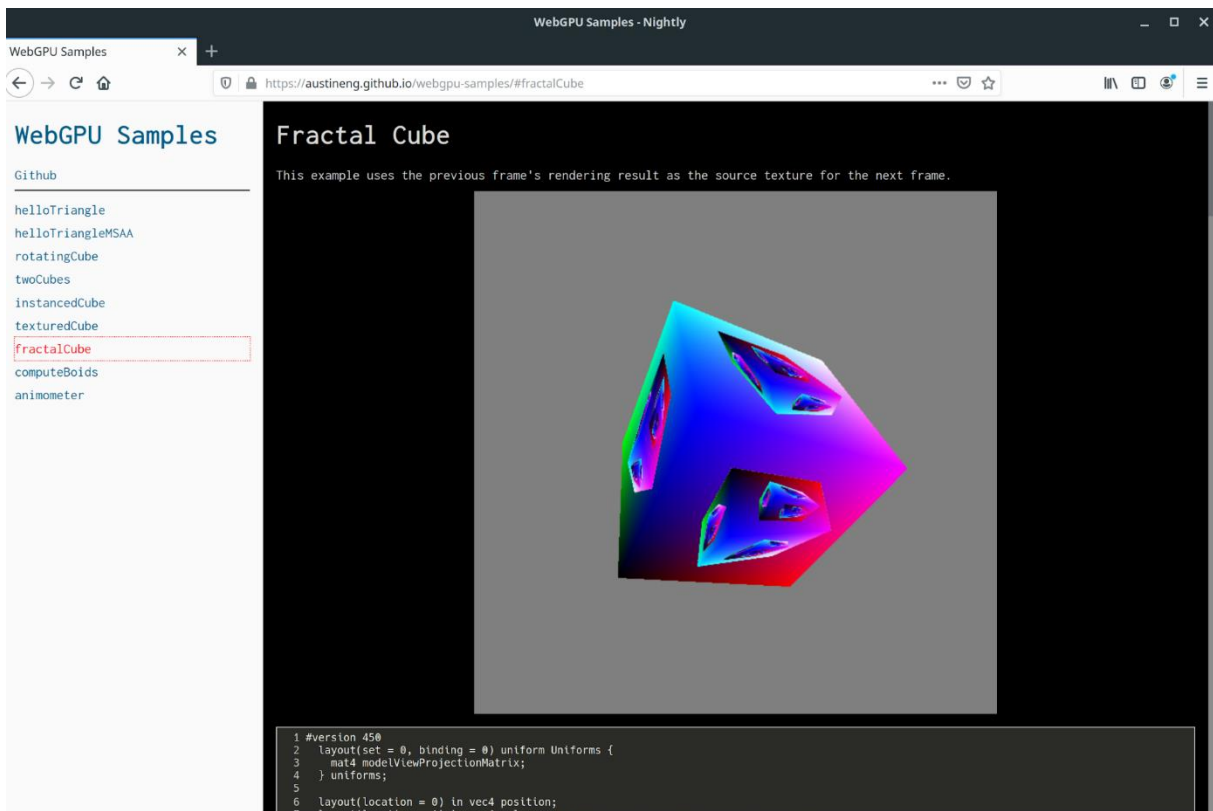 WebGPU Samples - Nightly
WebGPU Samples
https://austineng.github.io/webgpu-samples/#fractalCube
WebGPU Samples
Github
helloTriangle
helloTriangleMSAA
rotatingCube
twoCubes
instancedCube
texturedCube
fractalCube
computeBoids
animometer
Fractal Cube
This example uses the previous frame's rendering result as the source texture for the next frame.
1 #version 450
2 layout(set = 0, binding = 0) uniform Uniforms {
3 mat4 modelViewProjectionMatrix;
4 } uniforms;
5
6 layout(location = 0) in vec4 position;